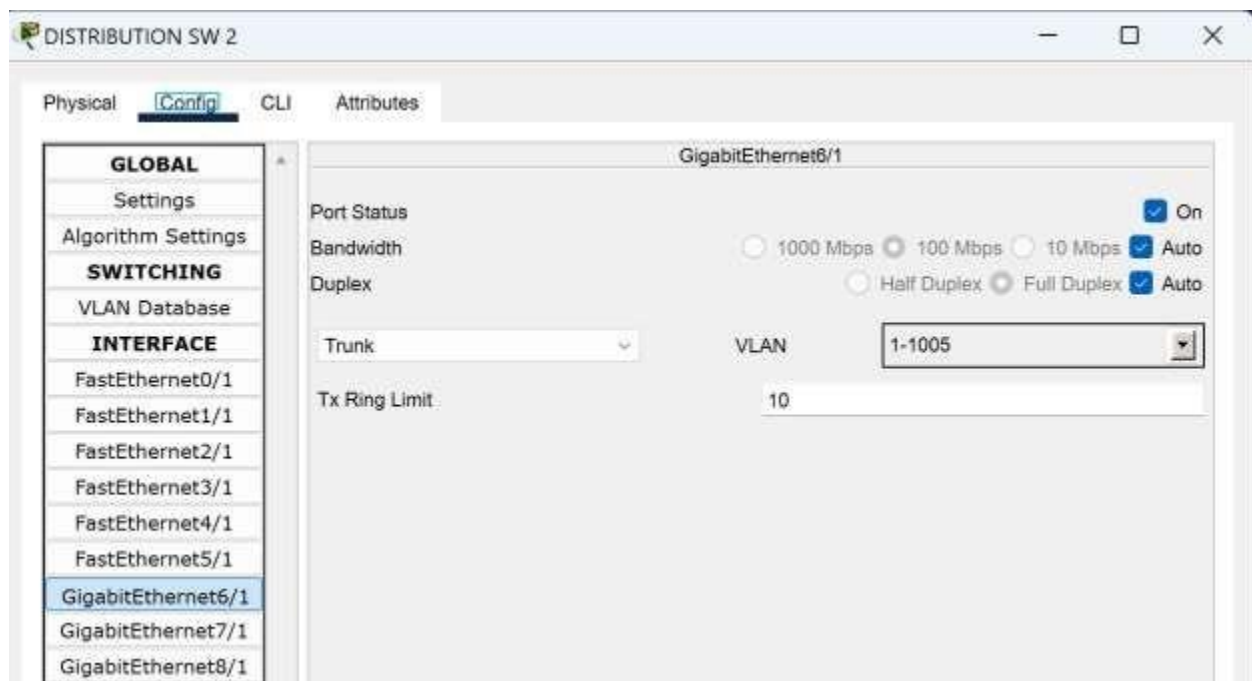 DISTRIBUTION SW 2
Physical Config CLI Attributes
GLOBAL
Settings
Algorithm Settings
SWITCHING
VLAN Database
INTERFACE
FastEthernet0/1
FastEthernet1/1
FastEthernet2/1
FastEthernet3/1
FastEthernet4/1
FastEthernet5/1
GigabitEthernet6/1
GigabitEthernet7/1
GigabitEthernet8/1
GigabitEthernet6/1
Port Status On
Bandwidth 1000 Mbps 100 Mbps 10 Mbps Auto
Duplex Half Duplex Full Duplex Auto
Trunk VLAN 1-1005
Tx Ring Limit 10